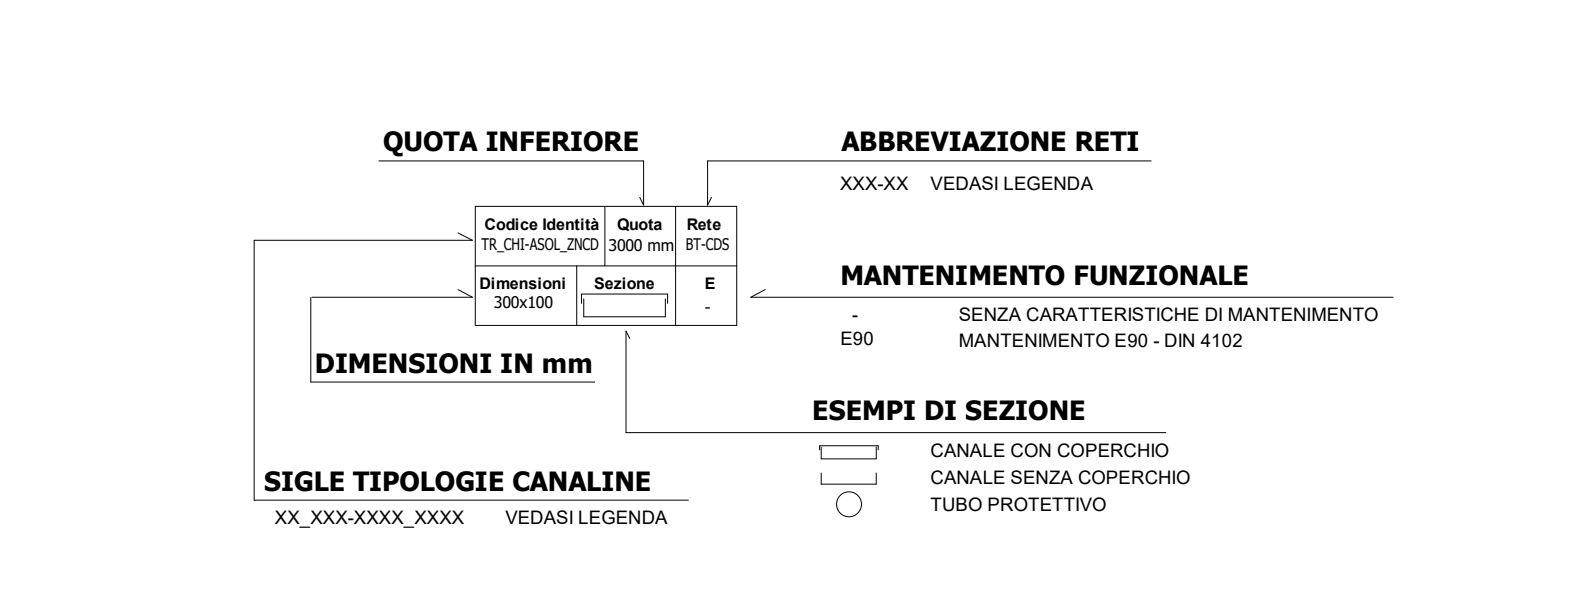 QUOTA INFERIORE
ABBREVIAZIONE RETI
XXX-XX VEDASI LEGENDA
Codice Identità Quota Rete
TR_CHI-ASOL_ZNCD 3000 mm BT-CDS
Dimensioni Sezione E
300x100 -
MANTENIMENTO FUNZIONALE
- SENZA CARATTERISTICHE DI MANTENIMENTO
E90 MANTENIMENTO E90 - DIN 4102
DIMENSIONI IN mm
ESEMPI DI SEZIONE
CANALE CON COPERCHIO
CANALE SENZA COPERCHIO
TUBO PROTETTIVO
SIGLE TIPOLOGIE CANALINE
XX_XXX-XXXX_XXXX VEDASI LEGENDA